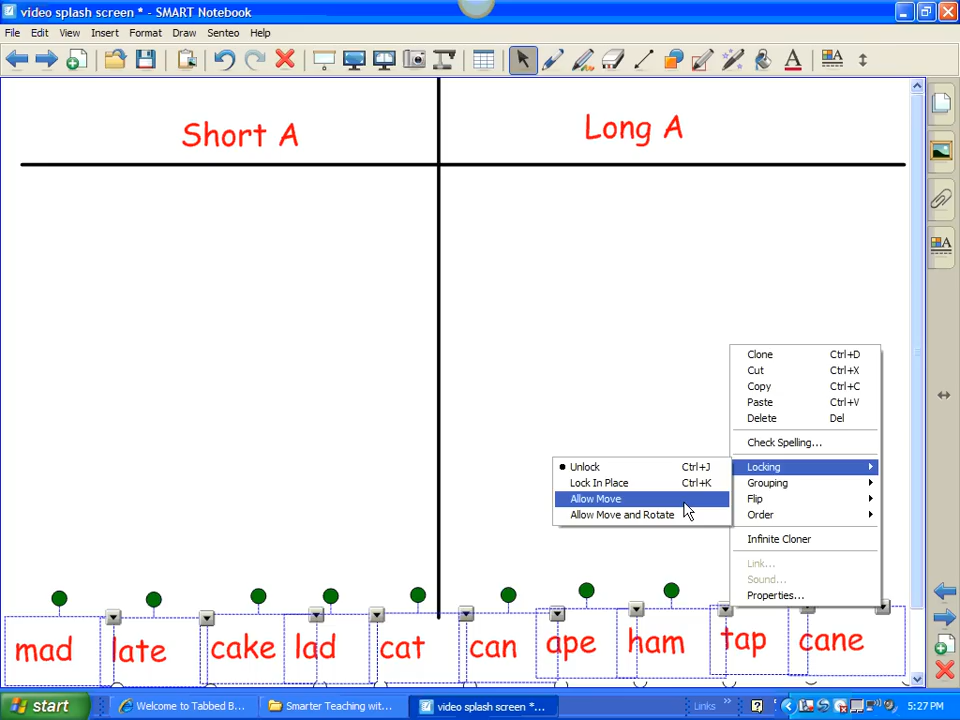 video splash screen * - SMART Notebook
File Edit View Insert Format Draw Senteo Help
Short A
Long A
Clone Ctrl+D
Cut Ctrl+X
Copy Ctrl+C
Paste Ctrl+V
Delete Del
Check Spelling...
Locking
Grouping
Flip
Order
Infinite Cloner
Link...
Sound...
Properties...
Unlock Ctrl+J
Lock In Place Ctrl+K
Allow Move
Allow Move and Rotate
mad late cake lad cat can ape ham tap cane
start Welcome to Tabbed B... Smarter Teaching wit... video splash screen *... Links » 5:27 PM